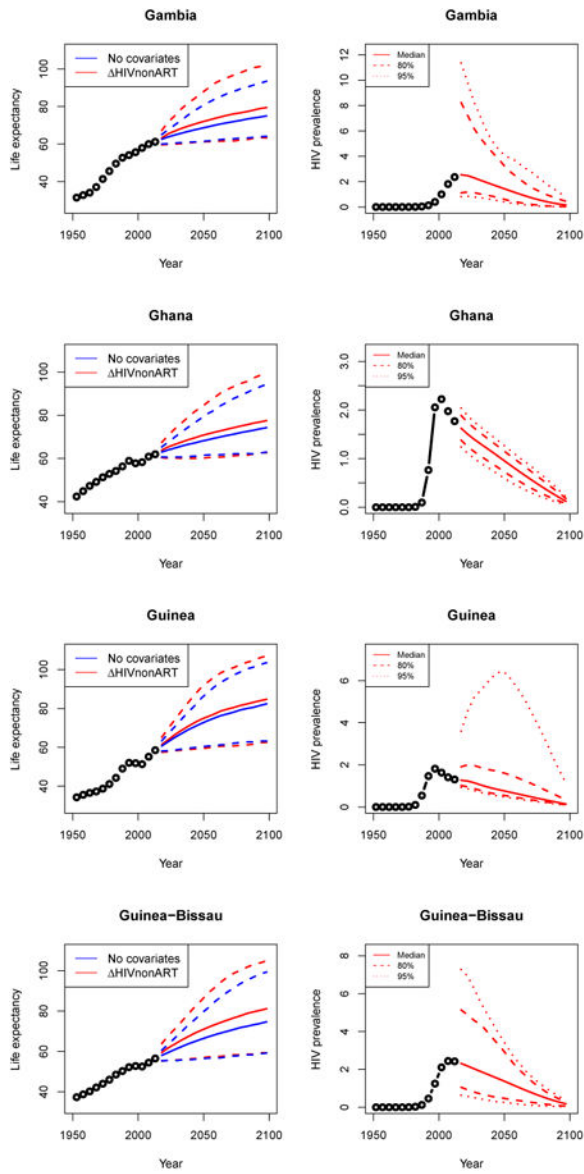 Gambia
Life expectancy
100
80
60
40
No covariates
ΔHIVnonART
1950 2000 2050 2100
Year
Gambia
HIV prevalence
12
10
8
6
4
2
0
Median
80%
95%
1950 2000 2050 2100
Year
Ghana
Life expectancy
100
80
60
40
No covariates
ΔHIVnonART
1950 2000 2050 2100
Year
Ghana
HIV prevalence
3.0
2.0
1.0
0.0
Median
80%
95%
1950 2000 2050 2100
Year
Guinea
Life expectancy
100
80
60
40
No covariates
ΔHIVnonART
1950 2000 2050 2100
Year
Guinea
HIV prevalence
6
4
2
0
Median
80%
95%
1950 2000 2050 2100
Year
Guinea−Bissau
Life expectancy
100
80
60
40
No covariates
ΔHIVnonART
1950 2000 2050 2100
Year
Guinea−Bissau
HIV prevalence
8
6
4
2
0
Median
80%
95%
1950 2000 2050 2100
Year